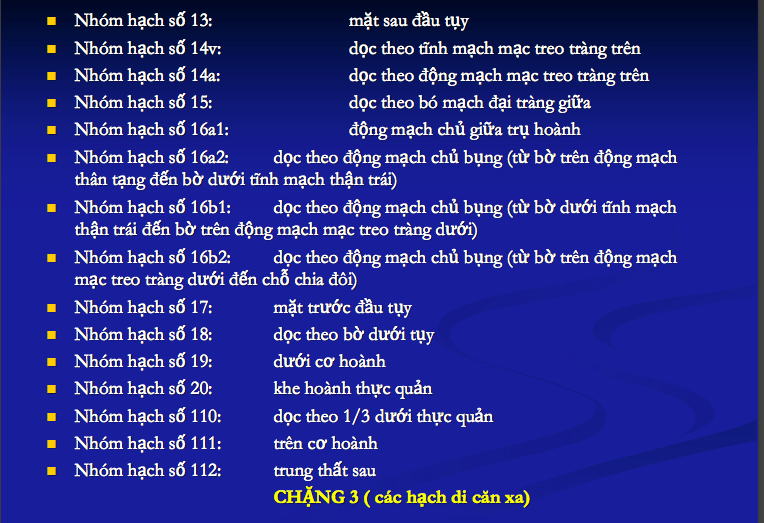 Nhóm hạch số 13: mặt sau đầu tụy
Nhóm hạch số 14v: dọc theo tĩnh mạch mạc treo tràng trên
Nhóm hạch số 14a: dọc theo động mạch mạc treo tràng trên
Nhóm hạch số 15: dọc theo bó mạch đại tràng giữa
Nhóm hạch số 16a1: động mạch chủ giữa trụ hoành
Nhóm hạch số 16a2: dọc theo động mạch chủ bụng (từ bờ trên động mạch
thân tạng đến bờ dưới tĩnh mạch thận trái)
Nhóm hạch số 16b1: dọc theo động mạch chủ bụng (từ bờ dưới tĩnh mạch
thận trái đến bờ trên động mạch mạc treo tràng dưới)
Nhóm hạch số 16b2: dọc theo động mạch chủ bụng (từ bờ trên động mạch
mạc treo tràng dưới đến chỗ chia đôi)
Nhóm hạch số 17: mặt trước đầu tụy
Nhóm hạch số 18: dọc theo bờ dưới tụy
Nhóm hạch số 19: dưới cơ hoành
Nhóm hạch số 20: khe hoành thực quản
Nhóm hạch số 110: dọc theo 1/3 dưới thực quản
Nhóm hạch số 111: trên cơ hoành
Nhóm hạch số 112: trung thất sau
CHẶNG 3 ( các hạch di căn xa)